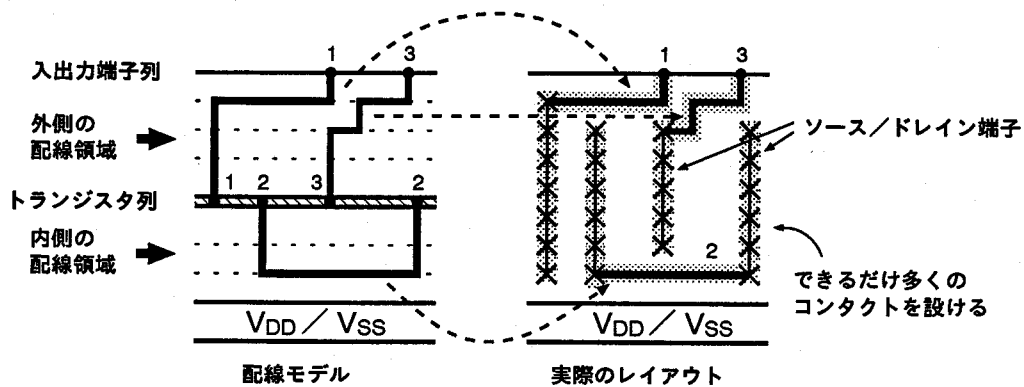 1 3 1 3
入出力端子列
外側の
配線領域
ソース/ドレイン端子
1 2 3 2
トランジスタ列
内側の
配線領域
2
できるだけ多くの
コンタクトを設ける
VDD/VSS VDD/VSS
配線モデル 実際のレイアウト